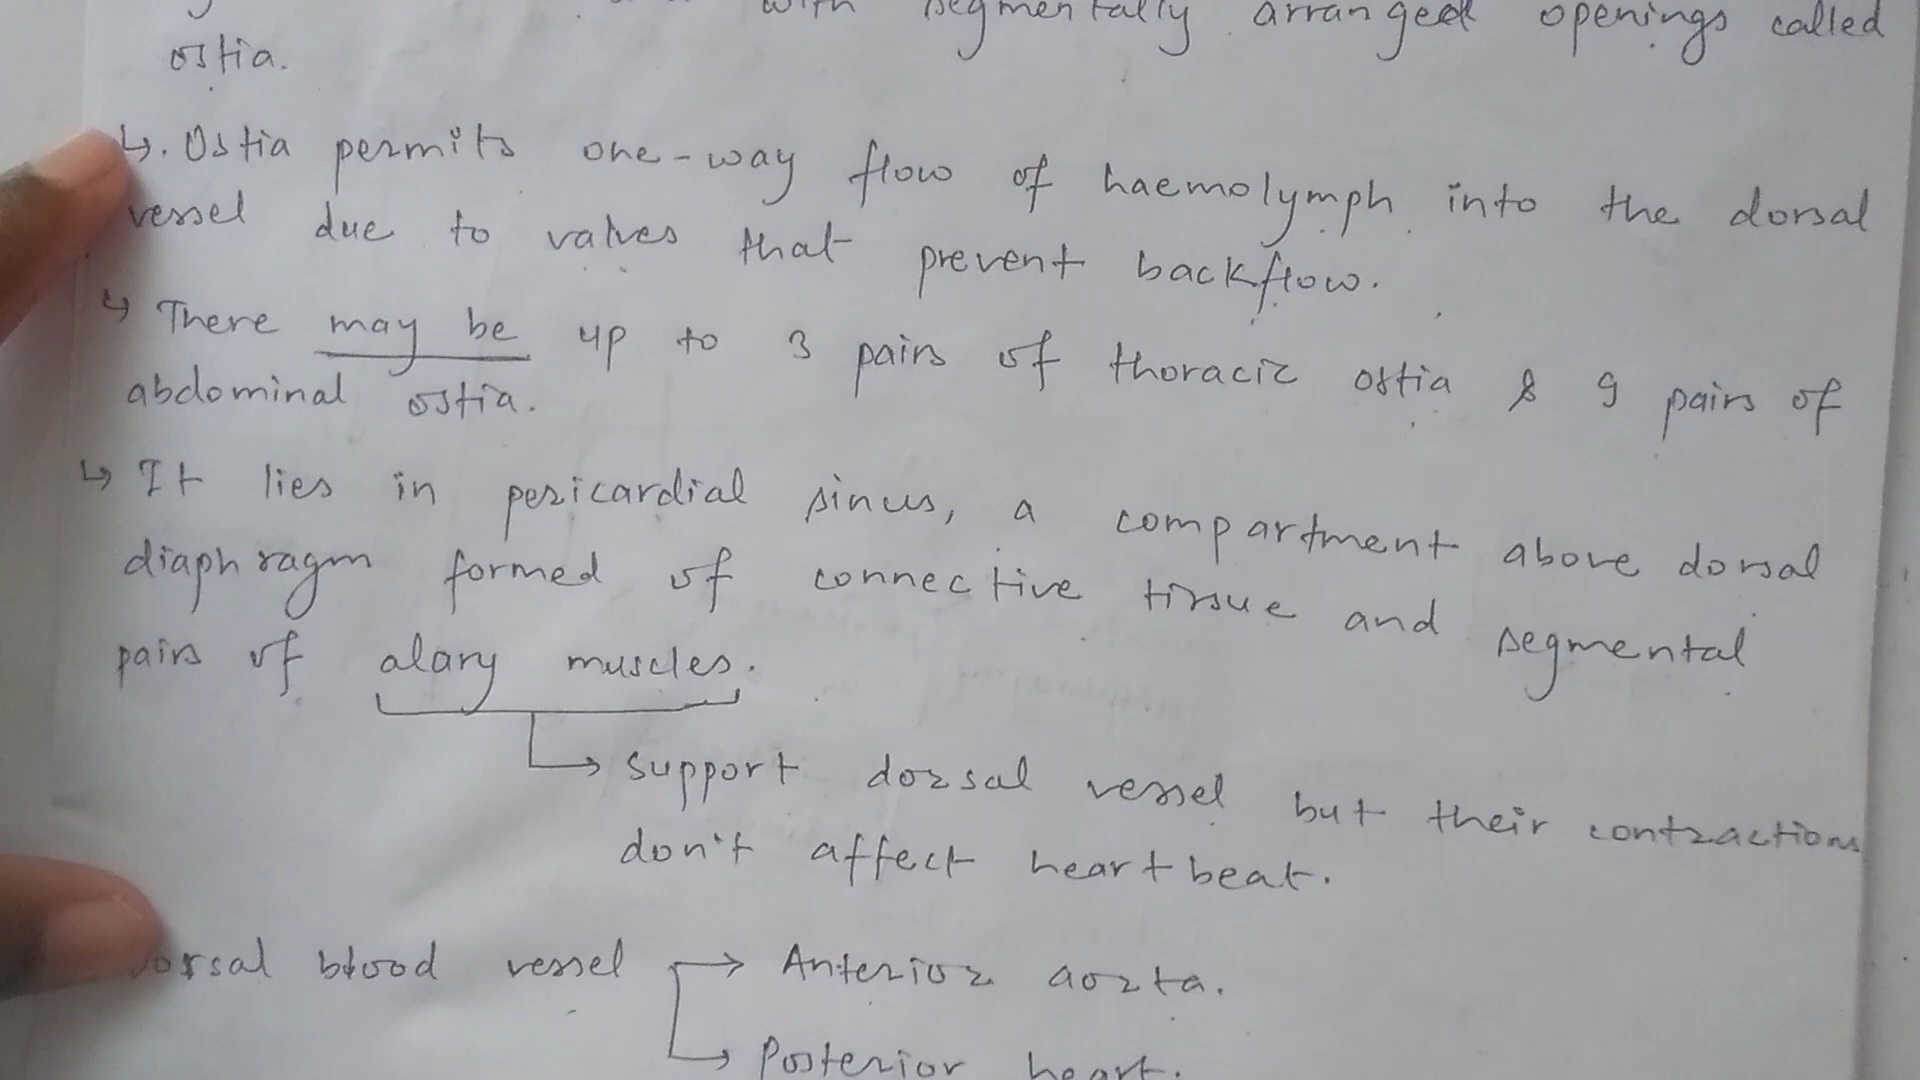 with segmentally arranged openings called
ostia.
↳. Ostia permits one-way flow of haemolymph into the dorsal
vessel due to valves that prevent backflow.
↳ There may be up to 3 pairs of thoracic ostia & 9 pairs of
abdominal ostia.
↳ It lies in pericardial sinus, a compartment above dorsal
diaphragm formed of connective tissue and segmental
pairs of alary muscles.
↳ support dorsal vessel but their contractions
don't affect heart beat.
Dorsal blood vessel → Anterior aorta.
↳ Posterior heart.